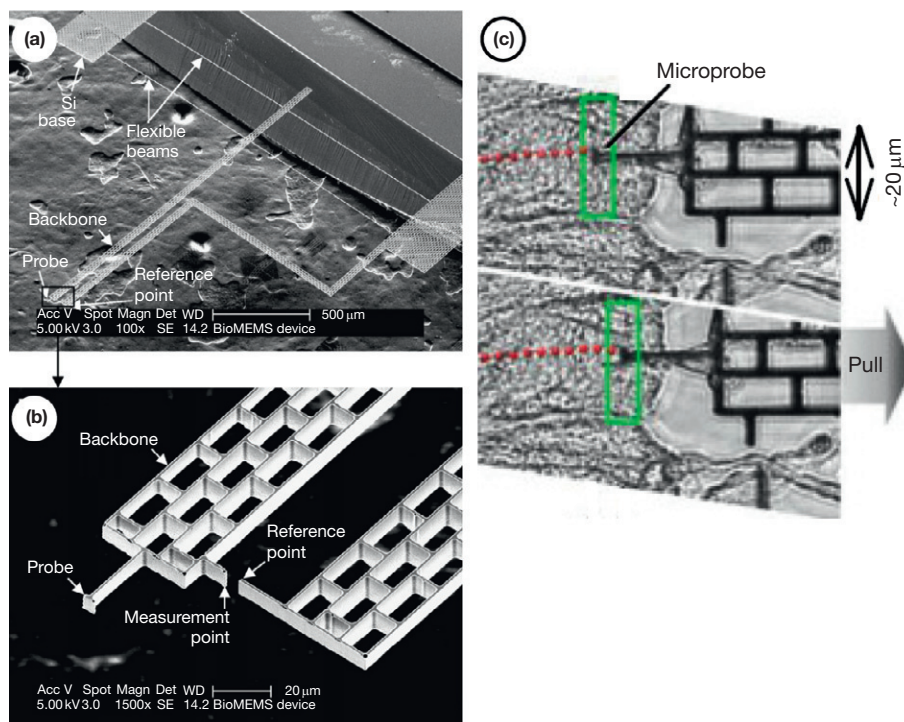 (a)
Si
base
Flexible
beams
Backbone
Probe
Reference
point
Acc V Spot Magn Det WD 500 μm
5.00 kV 3.0 100x SE 14.2 BioMEMS device
(b)
Backbone
Reference
point
Probe
Measurement
point
Acc V Spot Magn Det WD 20 μm
5.00 kV 3.0 1500x SE 14.2 BioMEMS device
(c)
Microprobe
~20 μm
Pull